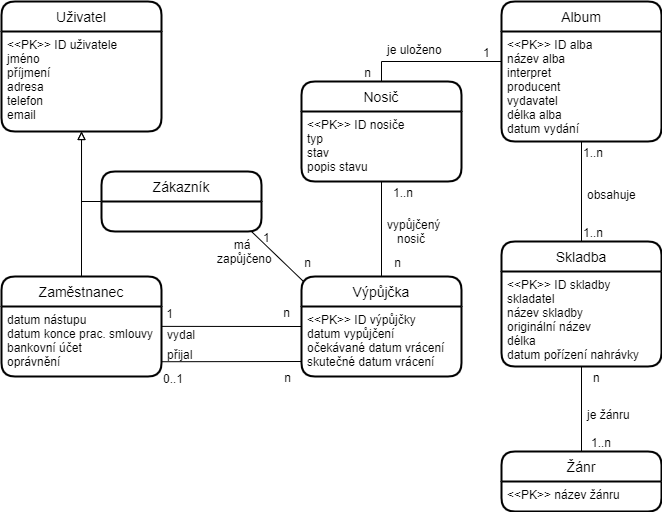 Uživatel
<<PK>> ID uživatele
jméno
příjmení
adresa
telefon
email
Album
<<PK>> ID alba
název alba
interpret
producent
vydavatel
délka alba
datum vydání
je uloženo
1
n
Nosič
<<PK>> ID nosiče
typ
stav
popis stavu
Zákazník
1
má
zapůjčeno
n
1..n
vypůjčený
nosič
n
1..n
obsahuje
1..n
Zaměstnanec
datum nástupu
datum konce prac. smlouvy
bankovní účet
oprávnění
1
n
vydal
přijal
0..1
n
Výpůjčka
<<PK>> ID výpůjčky
datum vypůjčení
očekávané datum vrácení
skutečné datum vrácení
Skladba
<<PK>> ID skladby
skladatel
název skladby
originální název
délka
datum pořízení nahrávky
n
je žánru
1..n
Žánr
<<PK>> název žánru